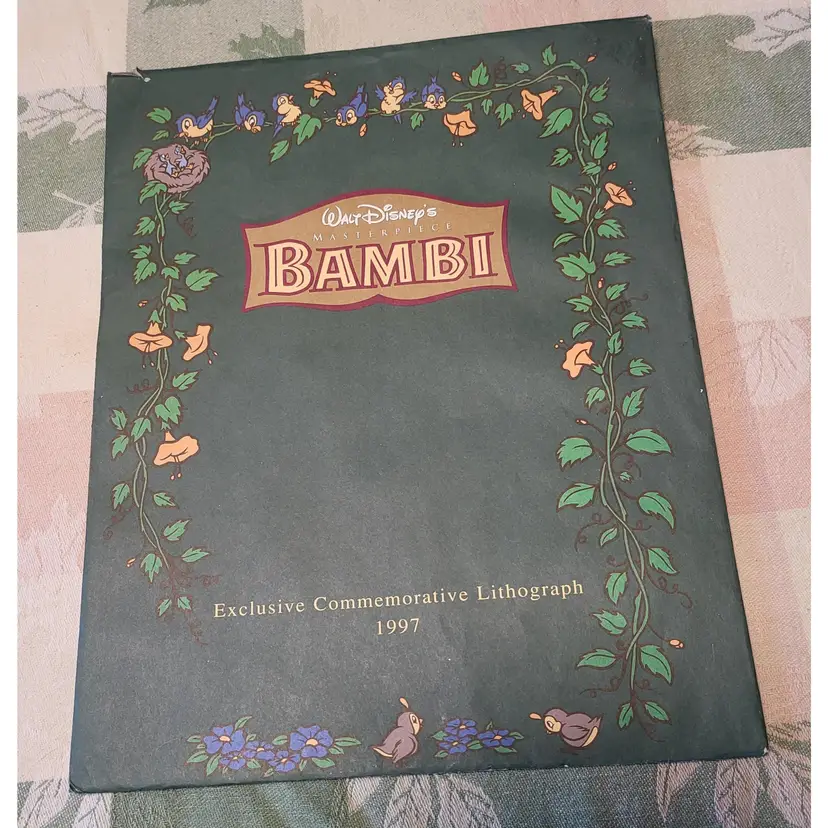 Walt Disney's
MASTERPIECE
BAMBI
Exclusive Commemorative Lithograph
1997